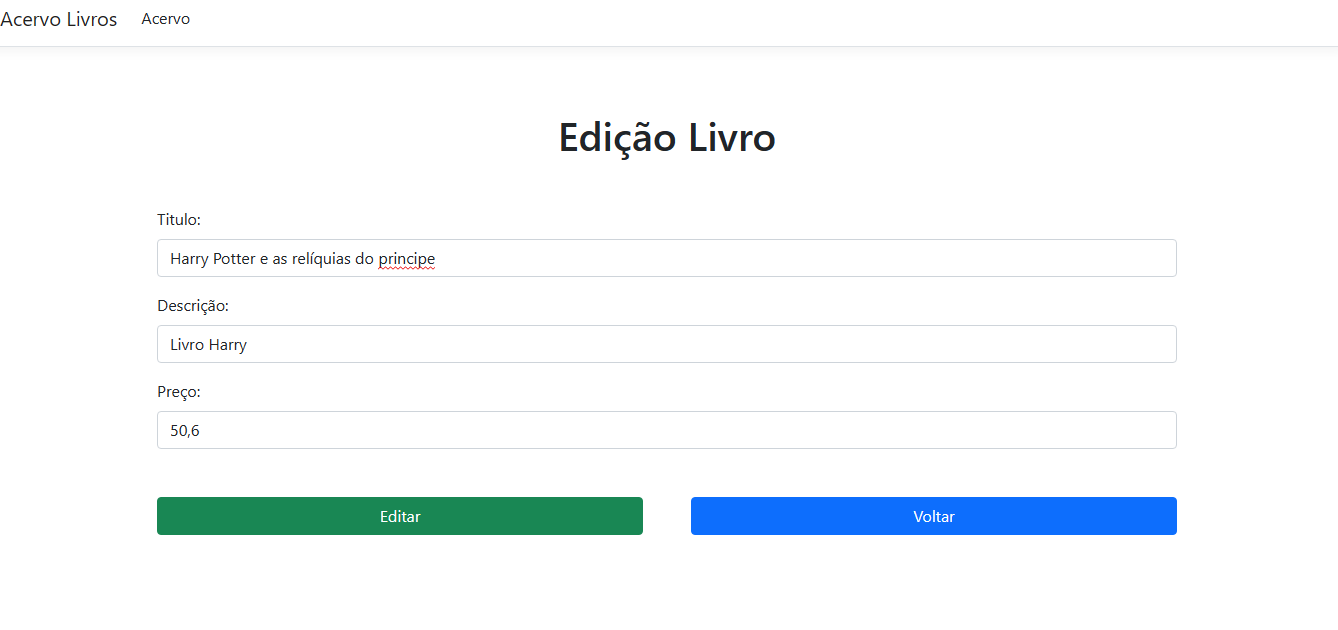 Acervo Livros Acervo
Edição Livro
Titulo:
Harry Potter e as relíquias do principe
Descrição:
Livro Harry
Preço:
50,6
Editar Voltar